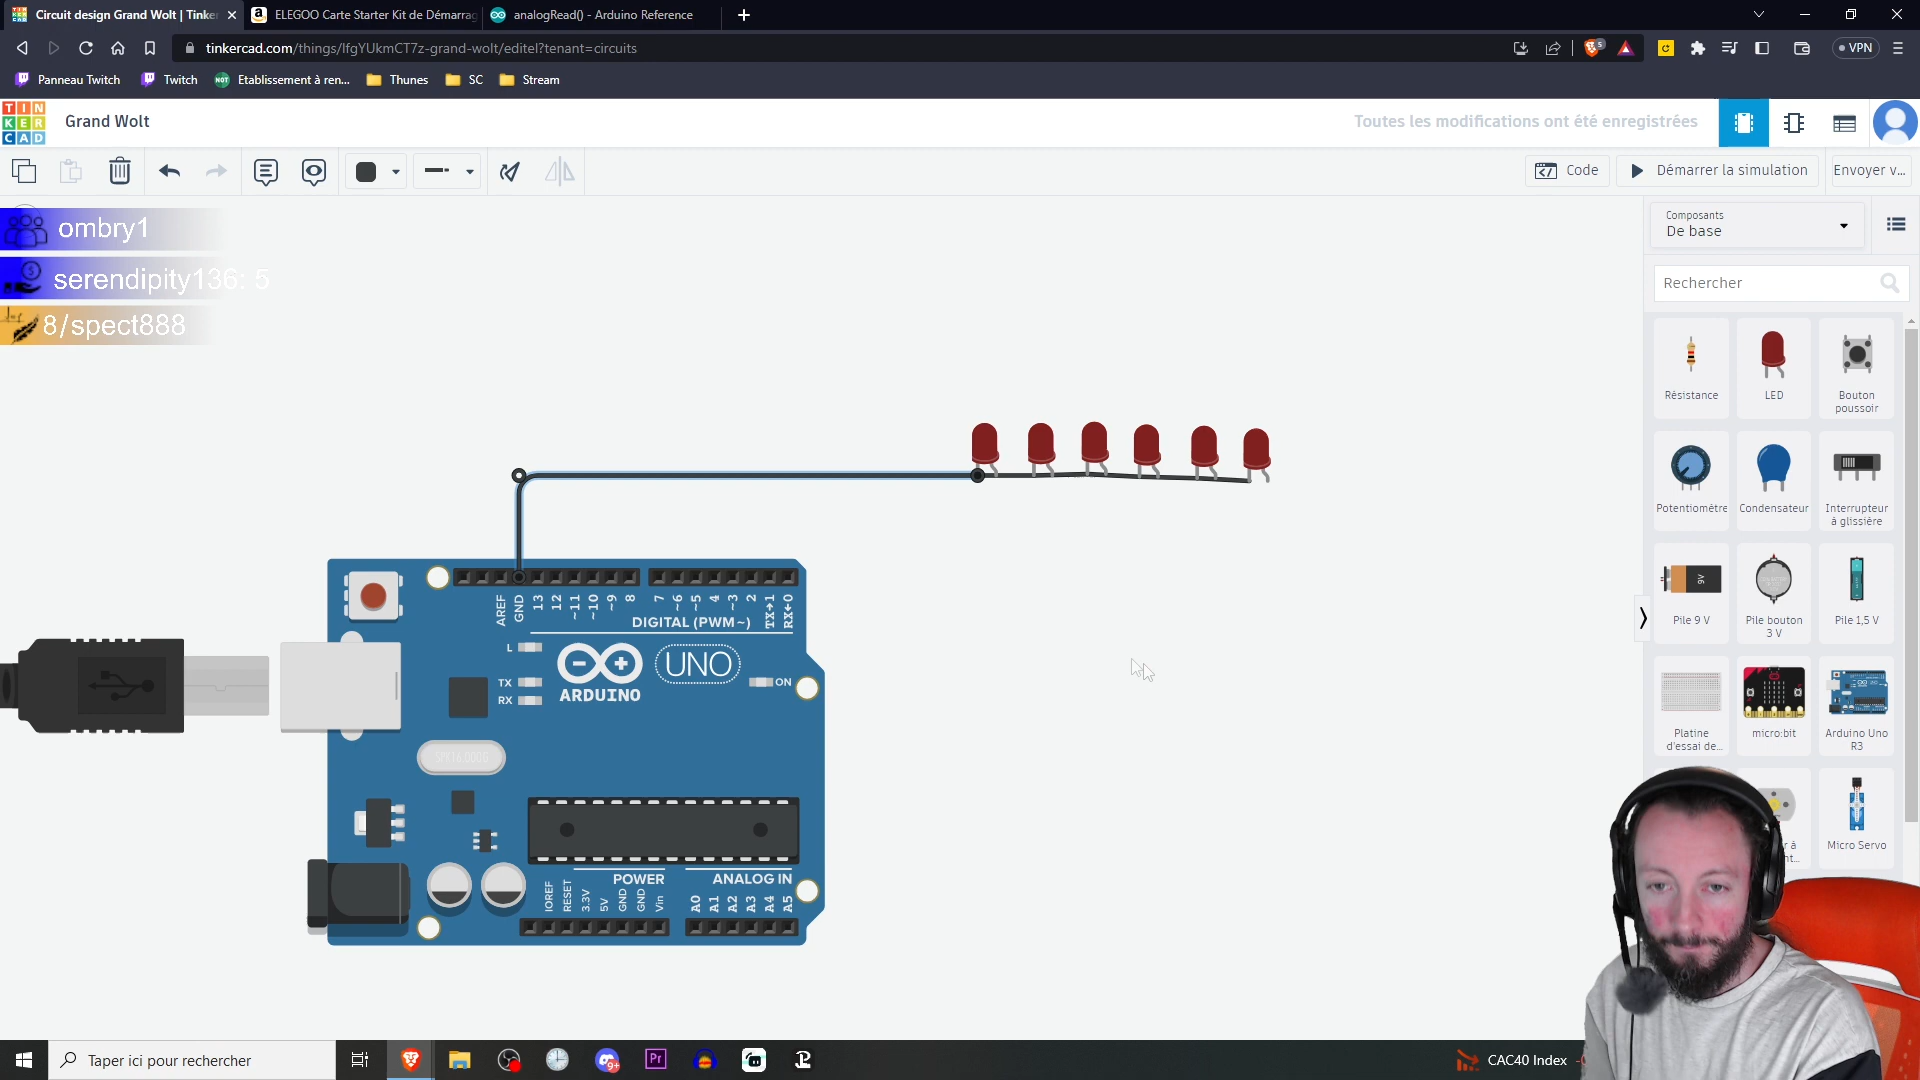 Circuit design Grand Wolt | Tinke
ELEGOO Carte Starter Kit de Démarrag
analogRead() - Arduino Reference
tinkercad.com/things/lfgYUkmCT7z-grand-wolt/editel?tenant=circuits
VPN
Panneau Twitch
Twitch
Etablissement à ren...
Thunes
SC
Stream
TIN
KER
CAD
Grand Wolt
Toutes les modifications ont été enregistrées
Code
Démarrer la simulation
Envoyer v...
ombry1
serendipity136: 5
8/spect888
Composants
De base
Rechercher
Résistance
LED
Bouton poussoir
Potentiomètre
Condensateur
Interrupteur à glissière
Pile 9 V
Pile bouton 3 V
Pile 1,5 V
Platine d'essai de...
micro:bit
Arduino Uno R3
Micro Servo
AREF
GND
13
12
~11
~10
~9
8
7
~6
~5
4
~3
2
TX→1
RX←0
DIGITAL (PWM~)
L
TX
RX
UNO
ARDUINO
ON
POWER
ANALOG IN
IOREF
RESET
3.3V
5V
GND
GND
Vin
A0
A1
A2
A3
A4
A5
Taper ici pour rechercher
Pr
9+
CAC40 Index